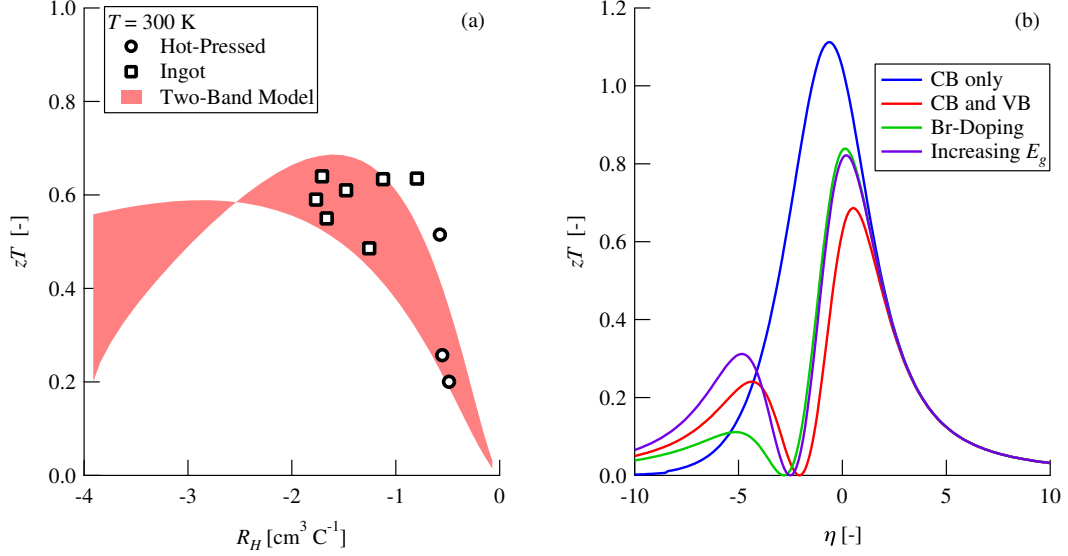 (a)
T = 300 K
Hot-Pressed
Ingot
Two-Band Model
1.0
0.8
0.6
0.4
0.2
0.0
zT [-]
-4
-3
-2
-1
0
R_H [cm³ C⁻¹]
(b)
CB only
CB and VB
Br-Doping
Increasing E_g
1.2
1.0
0.8
0.6
0.4
0.2
0.0
zT [-]
-10
-5
0
5
10
η [-]